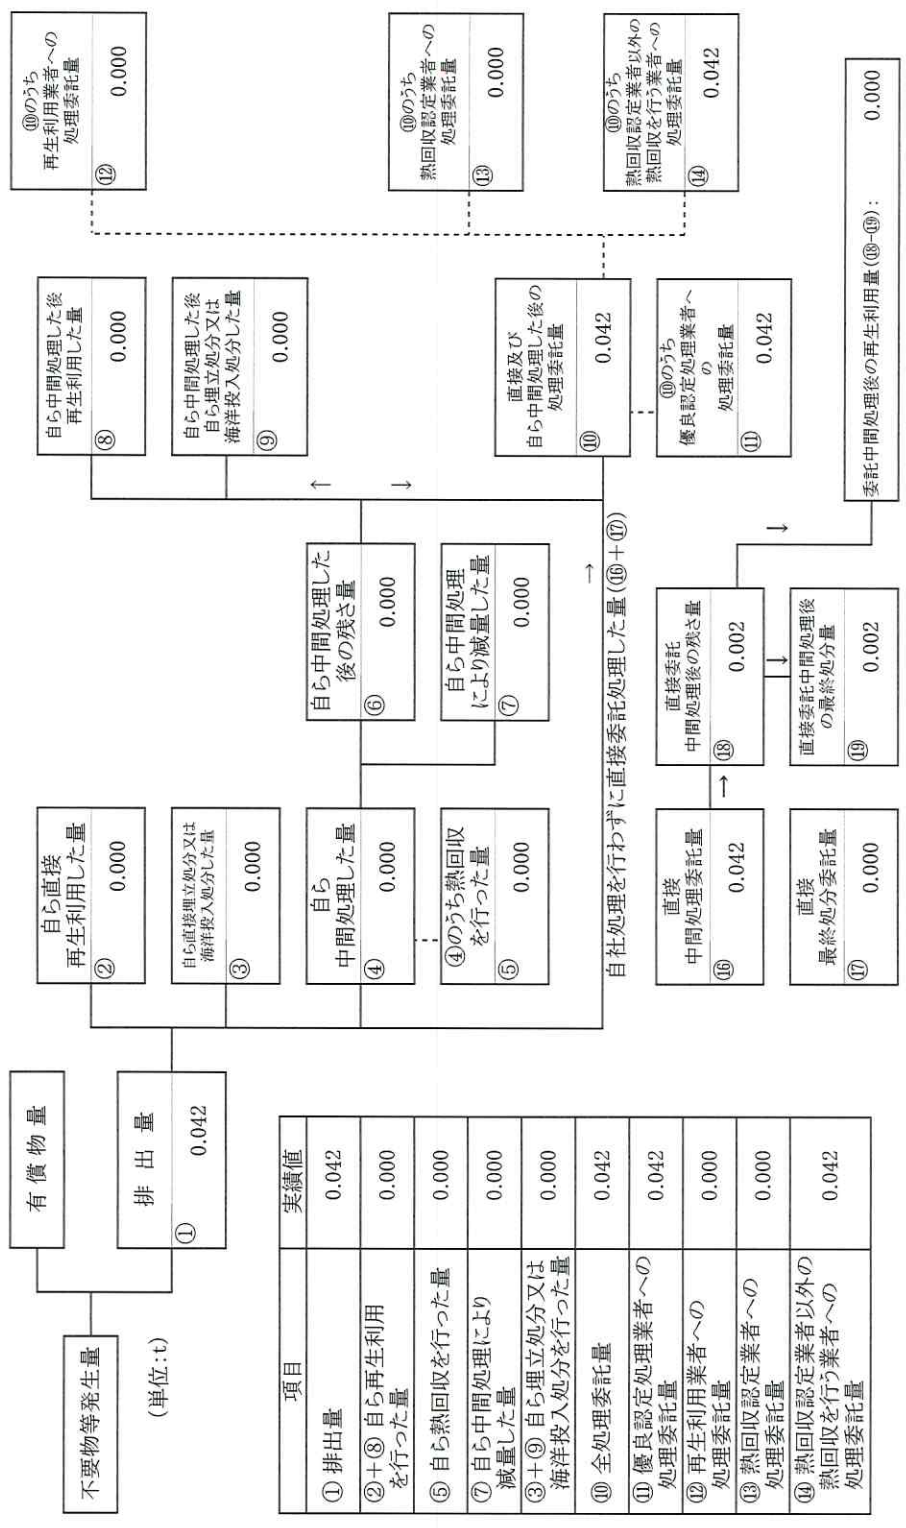 不要物等発生量
(単位:t)
有償物量
排出量
①
0.042
自ら直接
再生利用した量
②
0.000
自ら直接埋立処分又は
海洋投入処分した量
③
0.000
自ら
中間処理した量
④
0.000
④のうち熱回収
を行った量
⑤
0.000
自ら中間処理した
後の残さ量
⑥
0.000
自ら中間処理
により減量した量
⑦
0.000
自ら中間処理した後
再生利用した量
⑧
0.000
自ら中間処理した後
自ら埋立処分又は
海洋投入処分した量
⑨
0.000
↑
↓
→
自社処理を行わずに直接委託処理した量(⑯+⑰)
直接及び
自ら中間処理した後の
処理委託量
⑩
0.042
⑩のうち
優良認定処理業者へ
の
処理委託量
⑪
0.042
⑩のうち
再生利用業者への
処理委託量
⑫
0.000
⑩のうち
熱回収認定業者への
処理委託量
⑬
0.000
⑩のうち
熱回収認定業者以外の
熱回収を行う業者への
処理委託量
⑭
0.042
直接
中間処理委託量
⑯
0.042
→
直接
最終処分委託量
⑰
0.000
直接委託
中間処理後の残さ量
⑱
0.002
↓
直接委託中間処理後
の最終処分量
⑲
0.002
↓
委託中間処理後の再生利用量(⑱-⑲): 0.000
項目 実績値
①排出量 0.042
②+⑧ 自ら再生利用
を行った量 0.000
⑤ 自ら熱回収を行った量 0.000
⑦ 自ら中間処理により
減量した量 0.000
③+⑨ 自ら埋立処分又は
海洋投入処分を行った量 0.000
⑩ 全処理委託量 0.042
⑪ 優良認定処理業者への
処理委託量 0.042
⑫ 再生利用業者への
処理委託量 0.000
⑬ 熱回収認定業者への
処理委託量 0.000
⑭ 熱回収認定業者以外の
熱回収を行う業者への
処理委託量 0.042